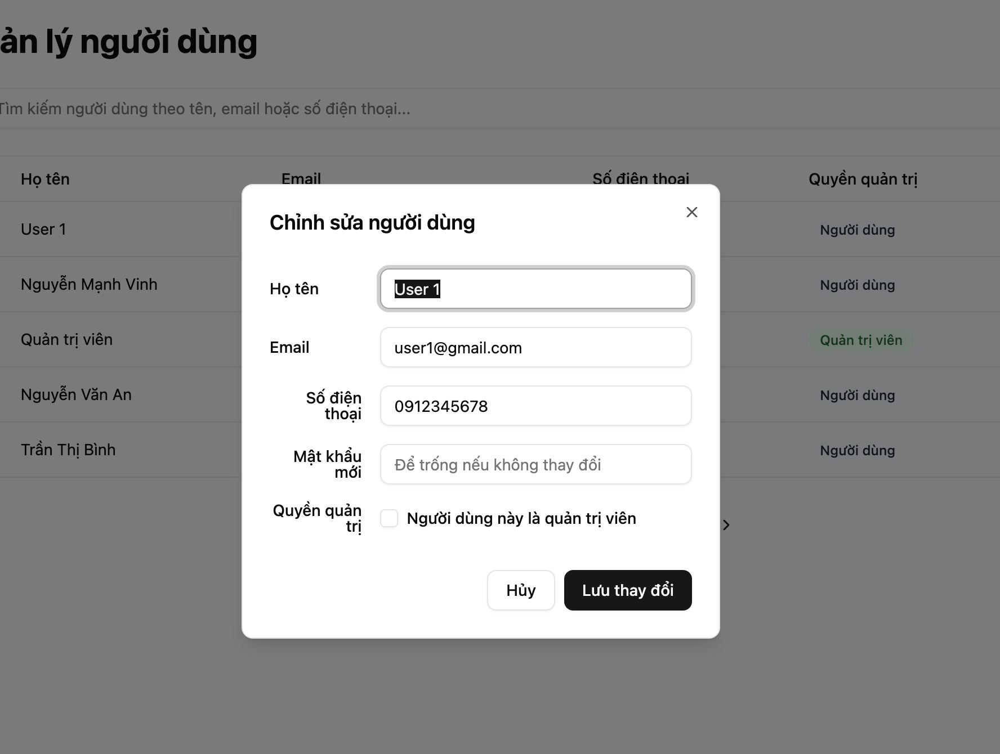 ản lý người dùng
Tìm kiếm người dùng theo tên, email hoặc số điện thoại...
Họ tên Email Số điện thoại Quyền quản trị
User 1 Người dùng
Nguyễn Mạnh Vinh Người dùng
Quản trị viên Quản trị viên
Nguyễn Văn An Người dùng
Trần Thị Bình Người dùng
Chỉnh sửa người dùng
Họ tên User 1
Email user1@gmail.com
Số điện
thoại
0912345678
Mật khẩu
mới
Để trống nếu không thay đổi
Quyền quản
trị
Người dùng này là quản trị viên
Hủy Lưu thay đổi